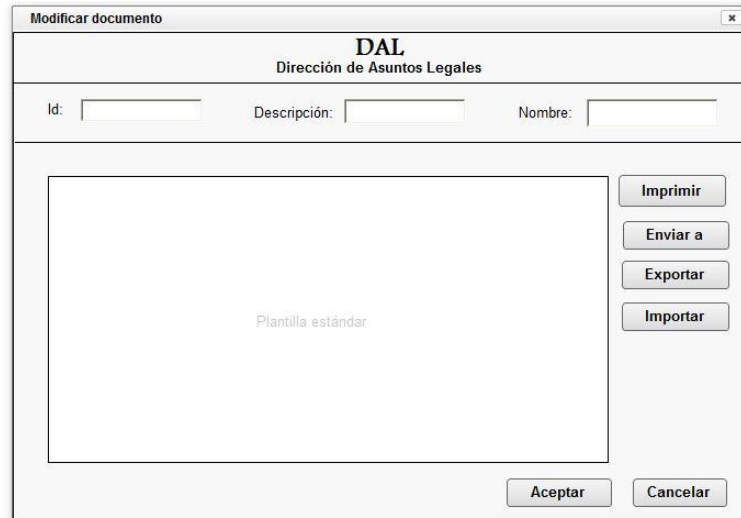 Modificar documento
DAL
Dirección de Asuntos Legales
Id:
Descripción:
Nombre:
Imprimir
Enviar a
Exportar
Importar
Plantilla estándar
Aceptar
Cancelar